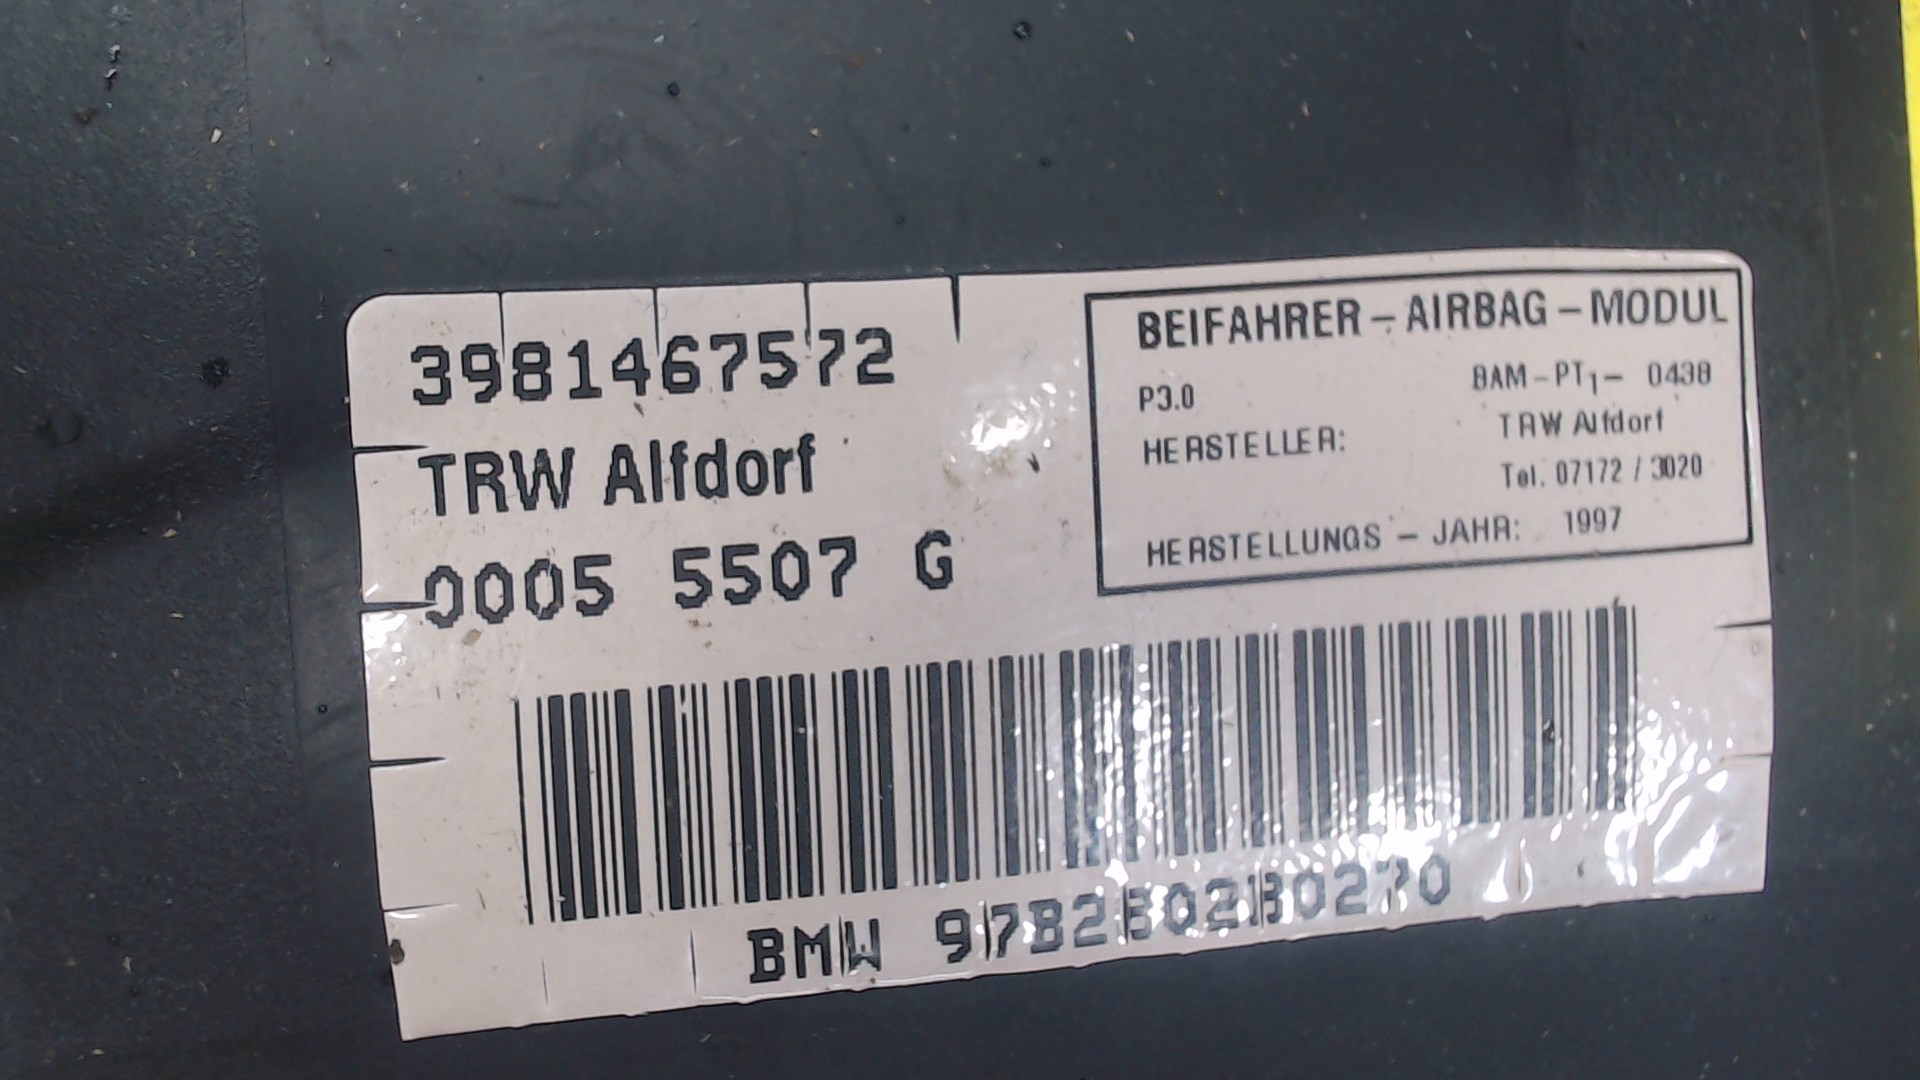 3981467572
TRW Alfdorf
0005 5507 G
BEIFAHRER - AIRBAG - MODUL
P3.0 BAM - PT1 - 0438
HERSTELLER: TRW Alfdorf
Tel. 07172 / 3020
HERSTELLUNGS - JAHR: 1997
BMW